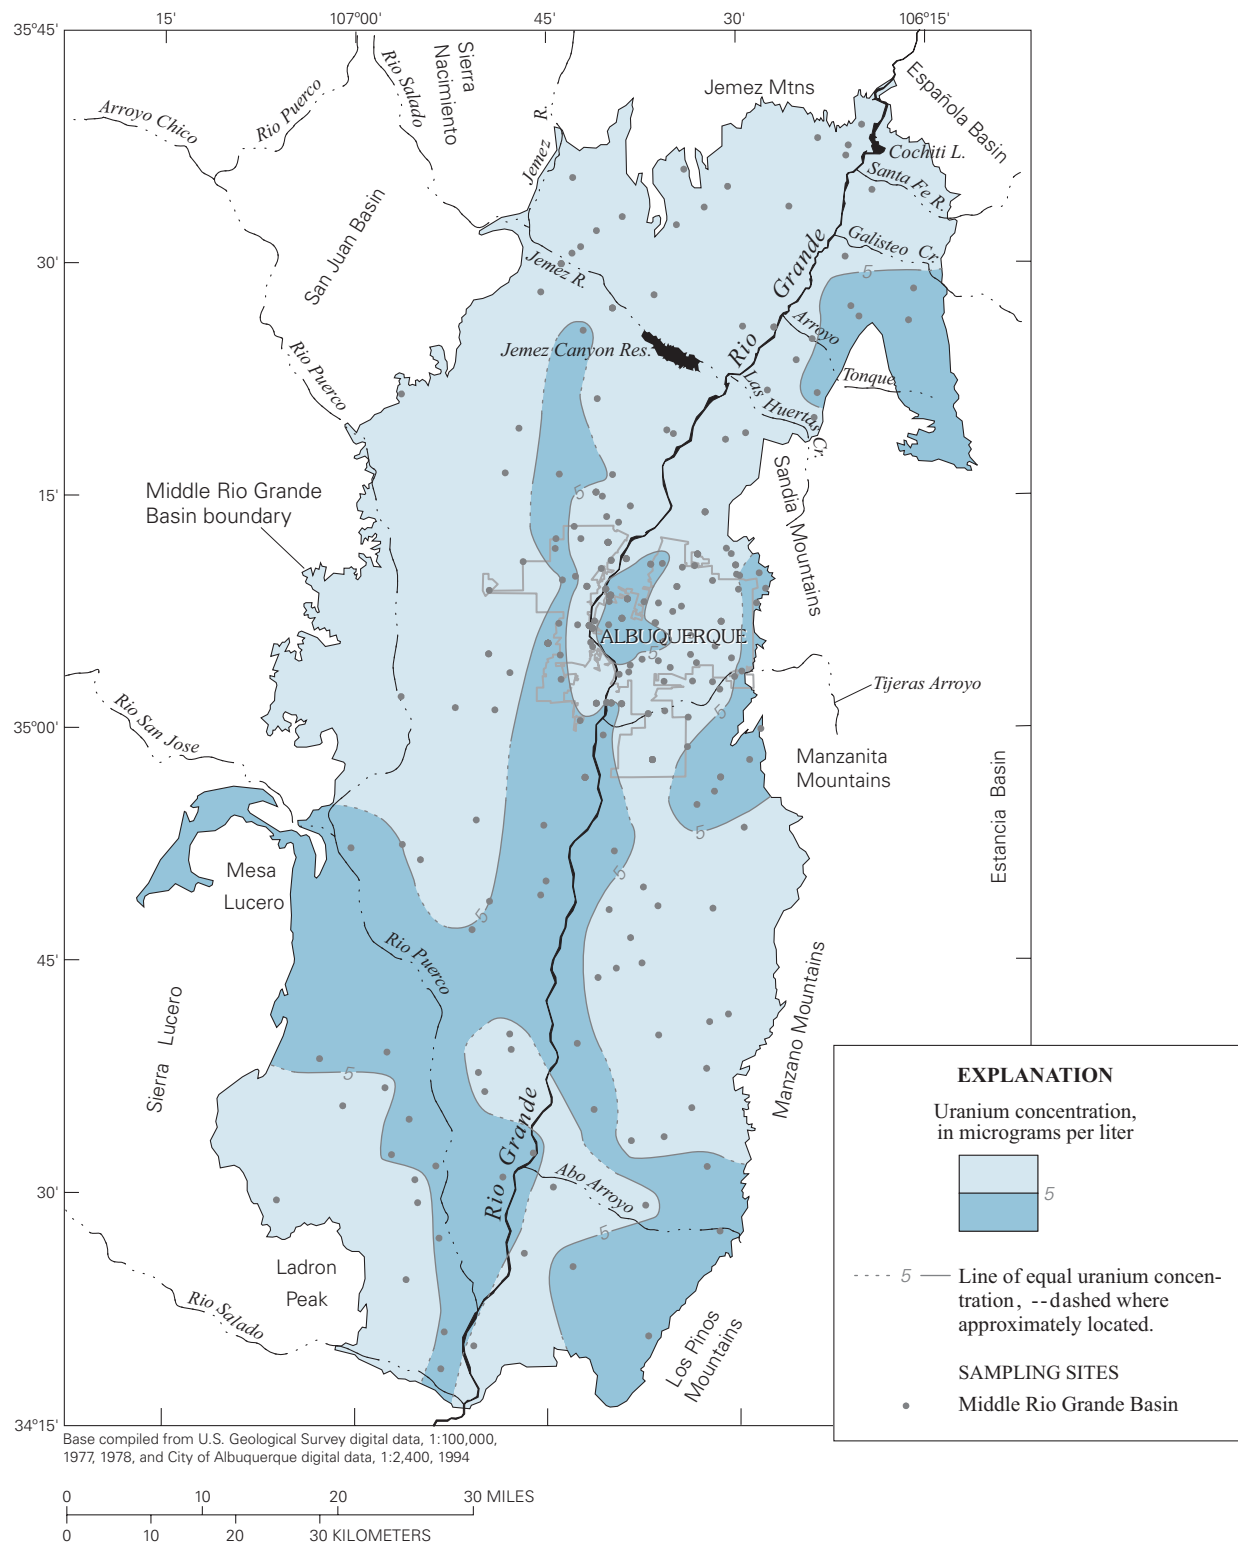 15'
107°00'
45'
30'
106°15'
35°45'
30'
15'
35°00'
45'
30'
34°15'
Arroyo Chico
Rio Puerco
Rio Salado
Sierra
Nacimiento
Jemez R.
Jemez Mtns
Española Basin
Cochiti L.
Santa Fe R.
Galisteo Cr.
5
San Juan Basin
Jemez R.
Rio Grande
Arroyo
Tonque
Jemez Canyon Res.
Las Huertas Cr.
Rio Puerco
Middle Rio Grande
Basin boundary
5
Sandia Mountains
ALBUQUERQUE
5
Tijeras Arroyo
5
Rio San Jose
Manzanita
Mountains
Estancia Basin
5
Mesa
Lucero
5
5
Rio Puerco
Sierra Lucero
Manzano Mountains
5
Rio Grande
Abo Arroyo
5
Ladron
Peak
Rio Salado
Los Pinos
Mountains
EXPLANATION
Uranium concentration,
in micrograms per liter
5
5
Line of equal uranium concen-
tration, --dashed where
approximately located.
SAMPLING SITES
Middle Rio Grande Basin
Base compiled from U.S. Geological Survey digital data, 1:100,000,
1977, 1978, and City of Albuquerque digital data, 1:2,400, 1994
0 10 20 30 MILES
0 10 20 30 KILOMETERS